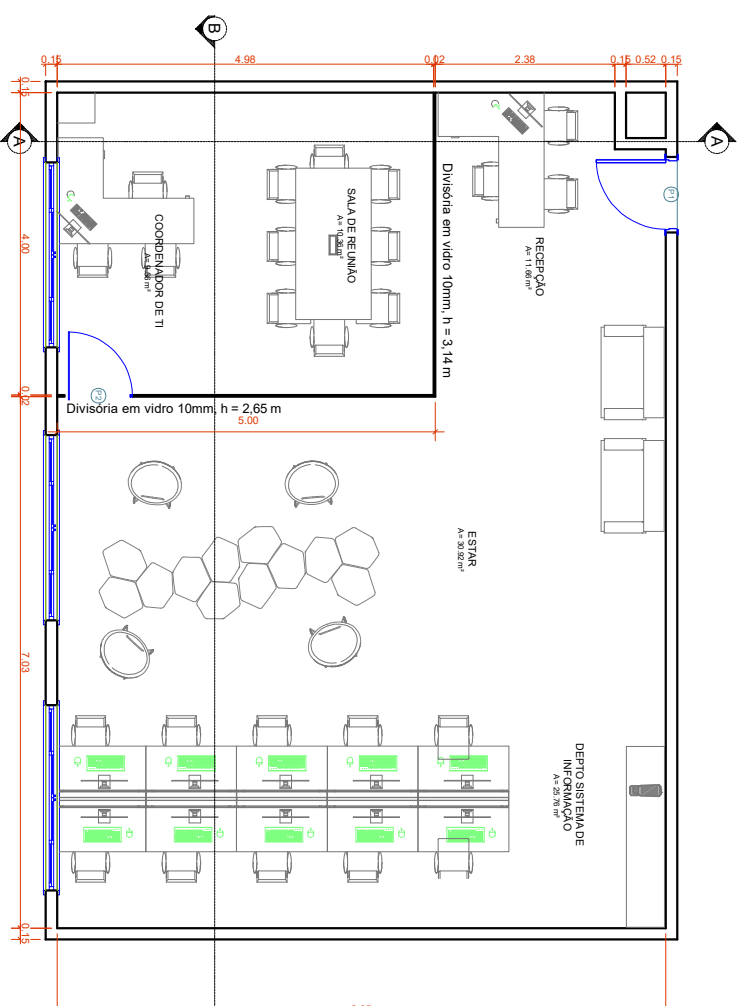 B
0.15
4.98
0.02
2.38
0.15
0.52
0.15
0.15
A
A
P1
Divisória em vidro 10mm, h = 3,14 m
SALA DE REUNIÃO
A= 10.36 m²
RECEPÇÃO
A= 11.66 m²
COORDENADOR DE TI
4.00
P2
0.02
Divisória em vidro 10mm, h = 2,65 m
5.00
ESTAR
A= 30.92 m²
7.03
DEPTO SISTEMA DE
INFORMAÇÃO
A= 25.76 m²
0.15